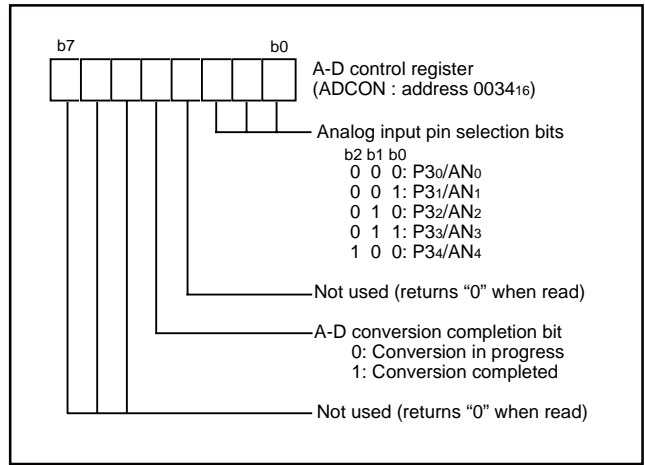 b7 b0
A-D control register
(ADCON : address 0034₁₆)
Analog input pin selection bits
b2 b1 b0
0 0 0: P3₀/AN₀
0 0 1: P3₁/AN₁
0 1 0: P3₂/AN₂
0 1 1: P3₃/AN₃
1 0 0: P3₄/AN₄
Not used (returns “0” when read)
A-D conversion completion bit
0: Conversion in progress
1: Conversion completed
Not used (returns “0” when read)